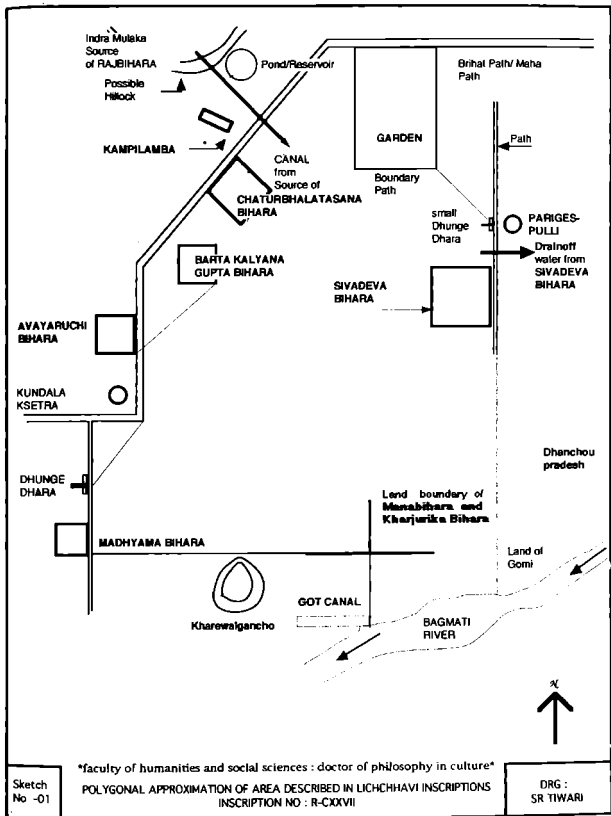 Indra Mulaka
Source
of RAJBIHARA
Pond/Reservoir
Possible
Hillock
KAMPILAMBA
CANAL
from
Source of
CHATURBHALATASANA
BIHARA
GARDEN
Boundary
Path
Brihat Path/ Maha
Path
Path
small
Dhunge
Dhara
PARIGES-
PULLI
Drainoff
water from
SIVADEVA
BIHARA
SIVADEVA
BIHARA
BARTA KALYANA
GUPTA BIHARA
AVAYARUCHI
BIHARA
KUNDALA
KSETRA
DHUNGE
DHARA
MADHYAMA BIHARA
Dhanchou
pradesh
Land boundary of
Manabihara and
Kharjurika Bihara
Land of
Gomi
Kharewalgancho
GOT CANAL
BAGMATI
RIVER
N
*faculty of humanities and social sciences : doctor of philosophy in culture*
Sketch
No -01
POLYGONAL APPROXIMATION OF AREA DESCRIBED IN LICHCHHAVI INSCRIPTIONS
INSCRIPTION NO : R-CXXVII
DRG :
SR TIWARI